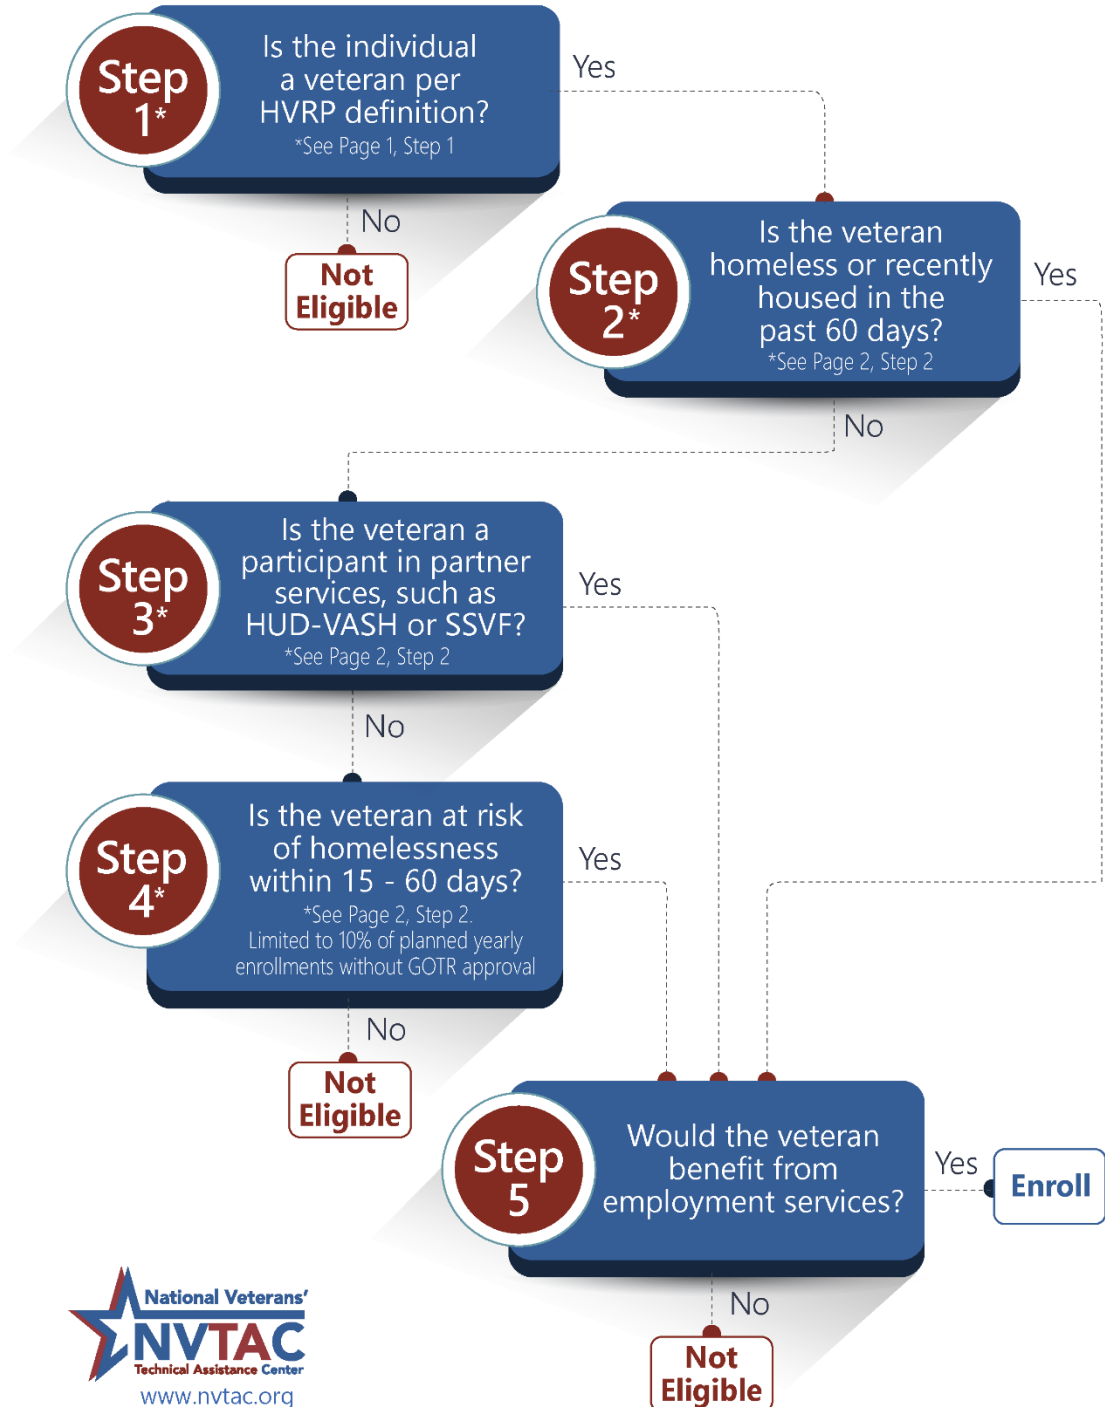 Step
1*
Is the individual
a veteran per
HVRP definition?
*See Page 1, Step 1
Yes
No
Not
Eligible
Step
2*
Is the veteran
homeless or recently
housed in the
past 60 days?
*See Page 2, Step 2
Yes
No
Step
3*
Is the veteran a
participant in partner
services, such as
HUD-VASH or SSVF?
*See Page 2, Step 2
Yes
No
Step
4*
Is the veteran at risk
of homelessness
within 15 - 60 days?
*See Page 2, Step 2.
Limited to 10% of planned yearly
enrollments without GOTR approval
Yes
No
Not
Eligible
Step
5
Would the veteran
benefit from
employment services?
Yes
Enroll
No
Not
Eligible
National Veterans'
NVTAC
Technical Assistance Center
www.nvtac.org